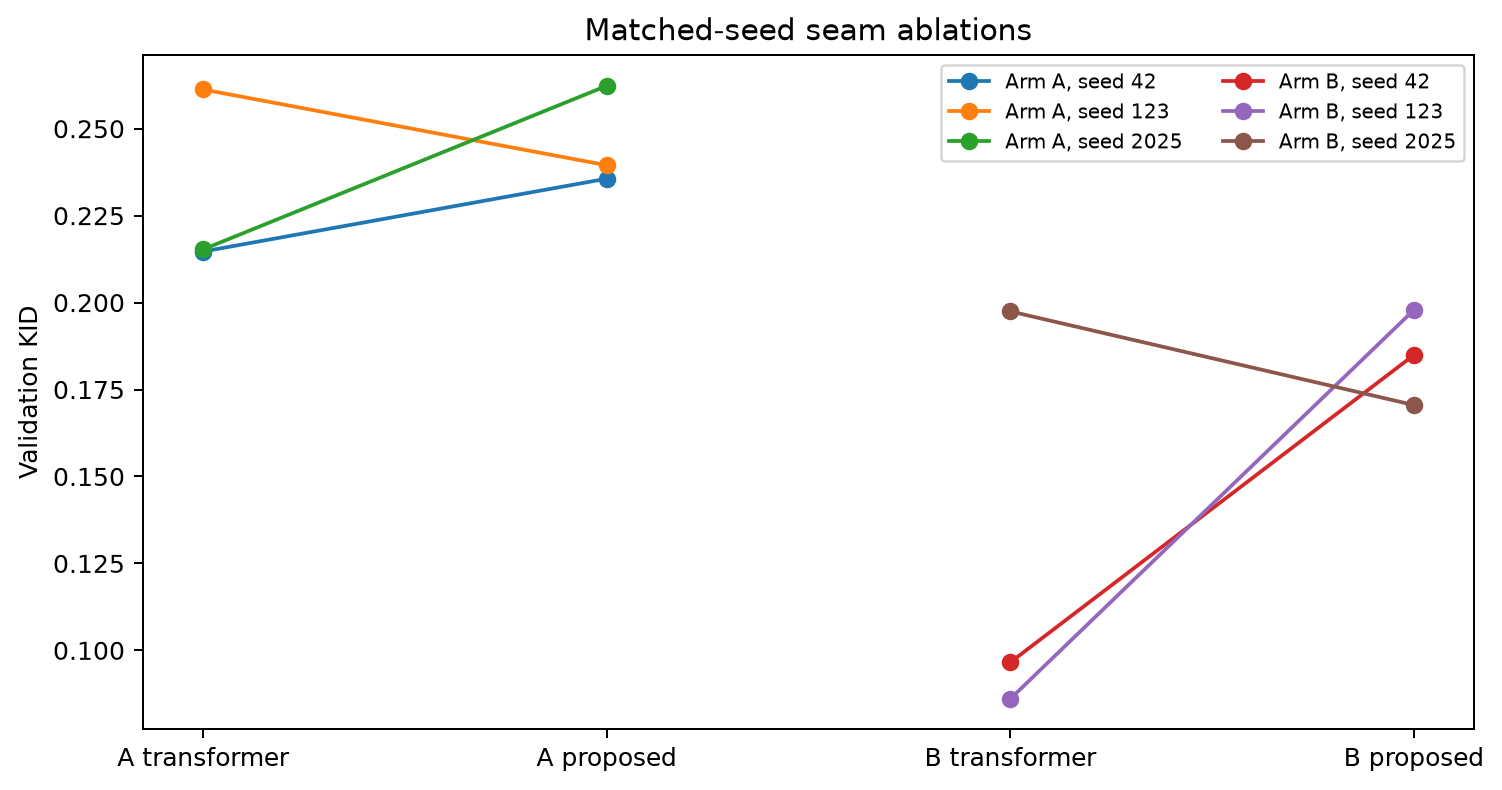 Matched-seed seam ablations
Arm A, seed 42
Arm A, seed 123
Arm A, seed 2025
Arm B, seed 42
Arm B, seed 123
Arm B, seed 2025
Validation KID
0.250
0.225
0.200
0.175
0.150
0.125
0.100
A transformer
A proposed
B transformer
B proposed